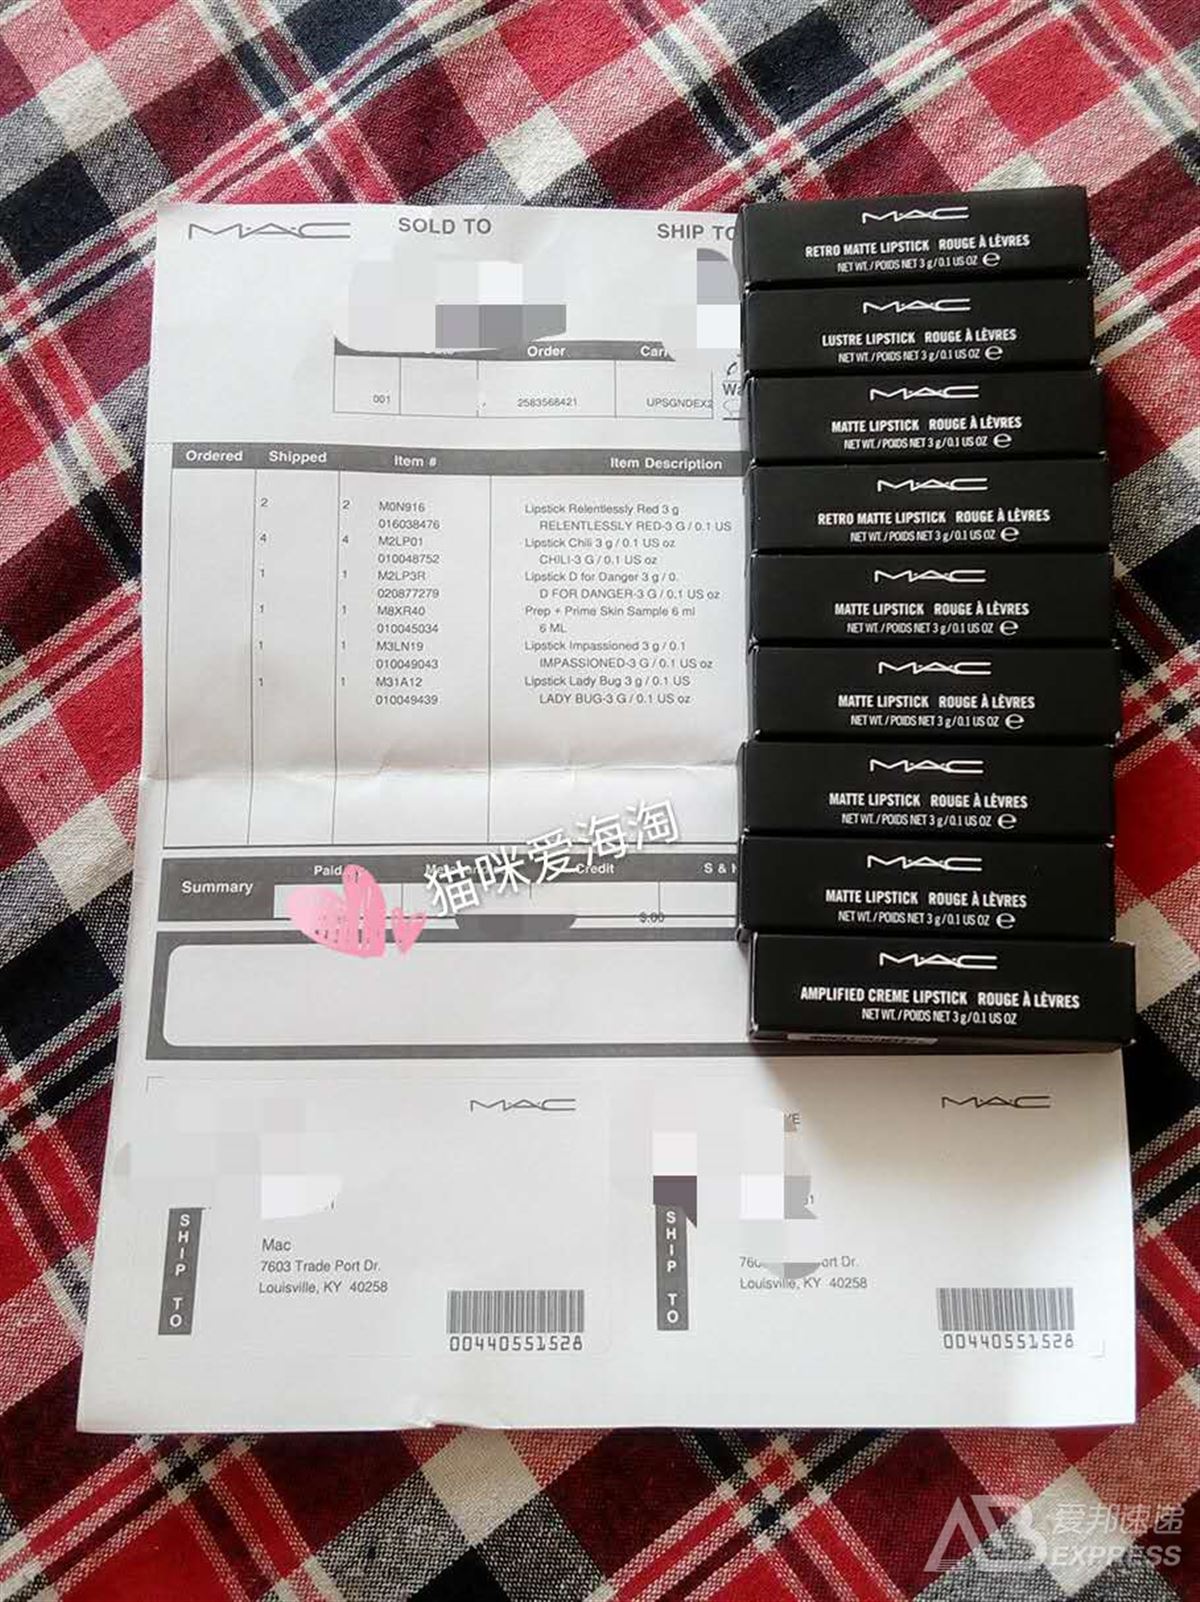 MAC
SOLD TO
SHIP TO
Order
001
2583568421
UPSGNDEX2
Ordered Shipped Item # Item Description
2 2 M0N916 Lipstick Relentlessly Red 3 g
016038476 RELENTLESSLY RED-3 G / 0.1 US
4 4 M2LP01 Lipstick Chili 3 g / 0.1 US oz
010048752 CHILI-3 G / 0.1 US oz
1 1 M2LP3R Lipstick D for Danger 3 g / 0.
020877279 D FOR DANGER-3 G / 0.1 US oz
1 1 M8XR40 Prep + Prime Skin Sample 6 ml
010045034 6 ML
1 1 M3LN19 Lipstick Impassioned 3 g / 0.1
010049043 IMPASSIONED-3 G / 0.1 US oz
1 1 M31A12 Lipstick Lady Bug 3 g / 0.1 US
010049439 LADY BUG-3 G / 0.1 US oz
Summary
Paid
Credit
S & H
$.00
猫咪爱海淘
MAC
SHIP TO
Mac
7603 Trade Port Dr.
Louisville, KY 40258
00440551528
MAC
SHIP TO
ort Dr.
Louisville, KY 40258
00440551528
MAC
RETRO MATTE LIPSTICK ROUGE À LÈVRES
NET WT. / POIDS NET 3 g / 0.1 US OZ e
MAC
LUSTRE LIPSTICK ROUGE À LÈVRES
NET WT. / POIDS NET 3 g / 0.1 US OZ e
MAC
MATTE LIPSTICK ROUGE À LÈVRES
NET WT. / POIDS NET 3 g / 0.1 US OZ e
MAC
RETRO MATTE LIPSTICK ROUGE À LÈVRES
NET WT. / POIDS NET 3 g / 0.1 US OZ e
MAC
MATTE LIPSTICK ROUGE À LÈVRES
NET WT. / POIDS NET 3 g / 0.1 US OZ e
MAC
MATTE LIPSTICK ROUGE À LÈVRES
NET WT. / POIDS NET 3 g / 0.1 US OZ e
MAC
MATTE LIPSTICK ROUGE À LÈVRES
NET WT. / POIDS NET 3 g / 0.1 US OZ e
MAC
MATTE LIPSTICK ROUGE À LÈVRES
NET WT. / POIDS NET 3 g / 0.1 US OZ e
MAC
AMPLIFIED CREME LIPSTICK ROUGE À LÈVRES
NET WT. / POIDS NET 3 g / 0.1 US OZ
AB 爱邦速递
EXPRESS